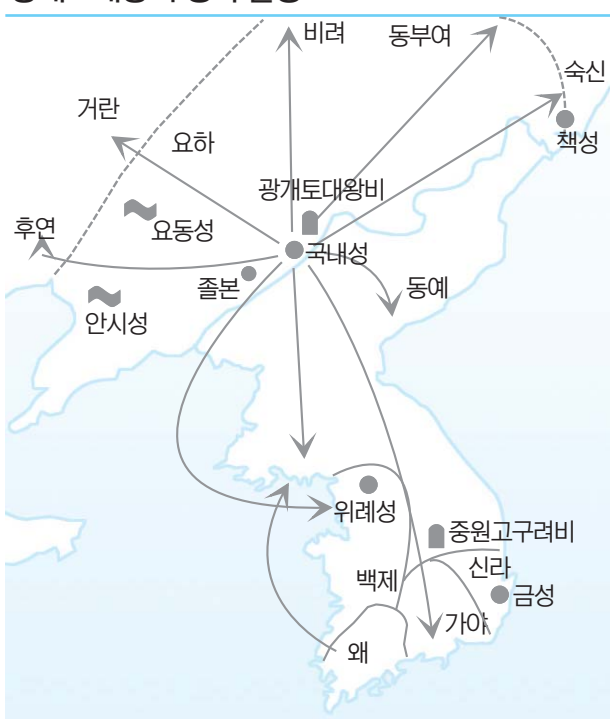 비려
동부여
숙신
거란
요하
책성
광개토대왕비
후연
요동성
국내성
졸본
동예
안시성
위례성
중원고구려비
백제
신라
금성
가야
왜